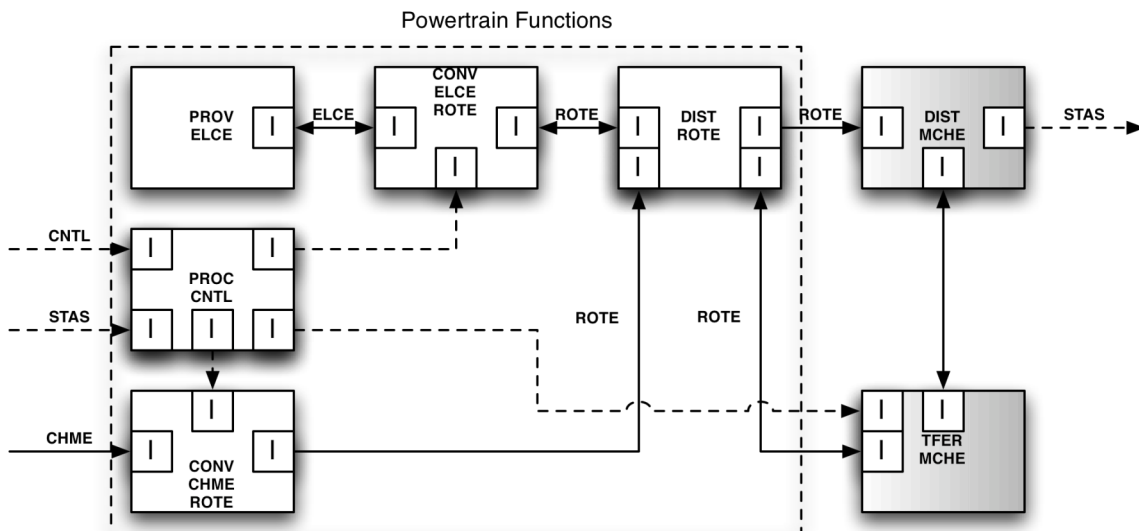 Powertrain Functions
PROV
ELCE
I
ELCE
I
CONV
ELCE
ROTE
I
I
ROTE
I
I
DIST
ROTE
I
I
ROTE
I
DIST
MCHE
I
I
STAS
CNTL
I
I
PROC
CNTL
STAS
I
I
I
ROTE
ROTE
CHME
I
I
I
CONV
CHME
ROTE
I
I
I
TFER
MCHE